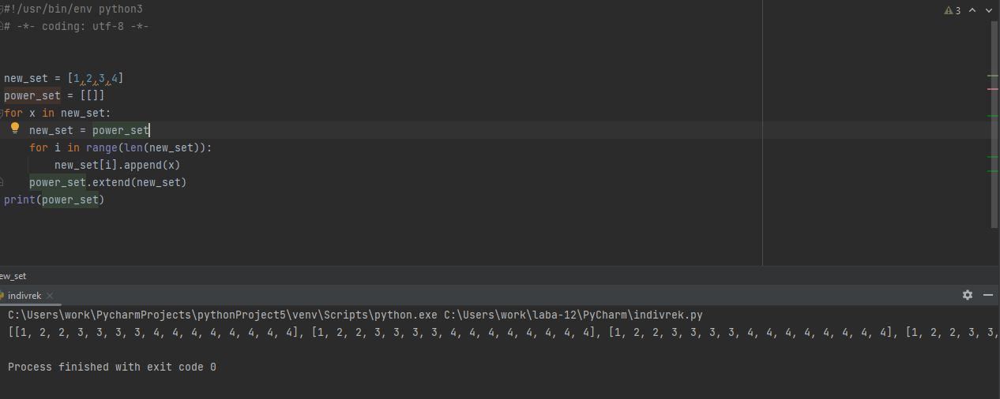 #!/usr/bin/env python3
# -*- coding: utf-8 -*-
3
new_set = [1,2,3,4]
power_set = [[]]
for x in new_set:
    new_set = power_set
    for i in range(len(new_set)):
        new_set[i].append(x)
    power_set.extend(new_set)
print(power_set)
ew_set
indivrek
C:\Users\work\PycharmProjects\pythonProject5\venv\Scripts\python.exe C:\Users\work\laba-12\PyCharm\indivrek.py
[[1, 2, 2, 3, 3, 3, 3, 4, 4, 4, 4, 4, 4, 4, 4], [1, 2, 2, 3, 3, 3, 3, 4, 4, 4, 4, 4, 4, 4, 4], [1, 2, 2, 3, 3, 3, 3, 4, 4, 4, 4, 4, 4, 4, 4], [1, 2, 2, 3, 3,
Process finished with exit code 0